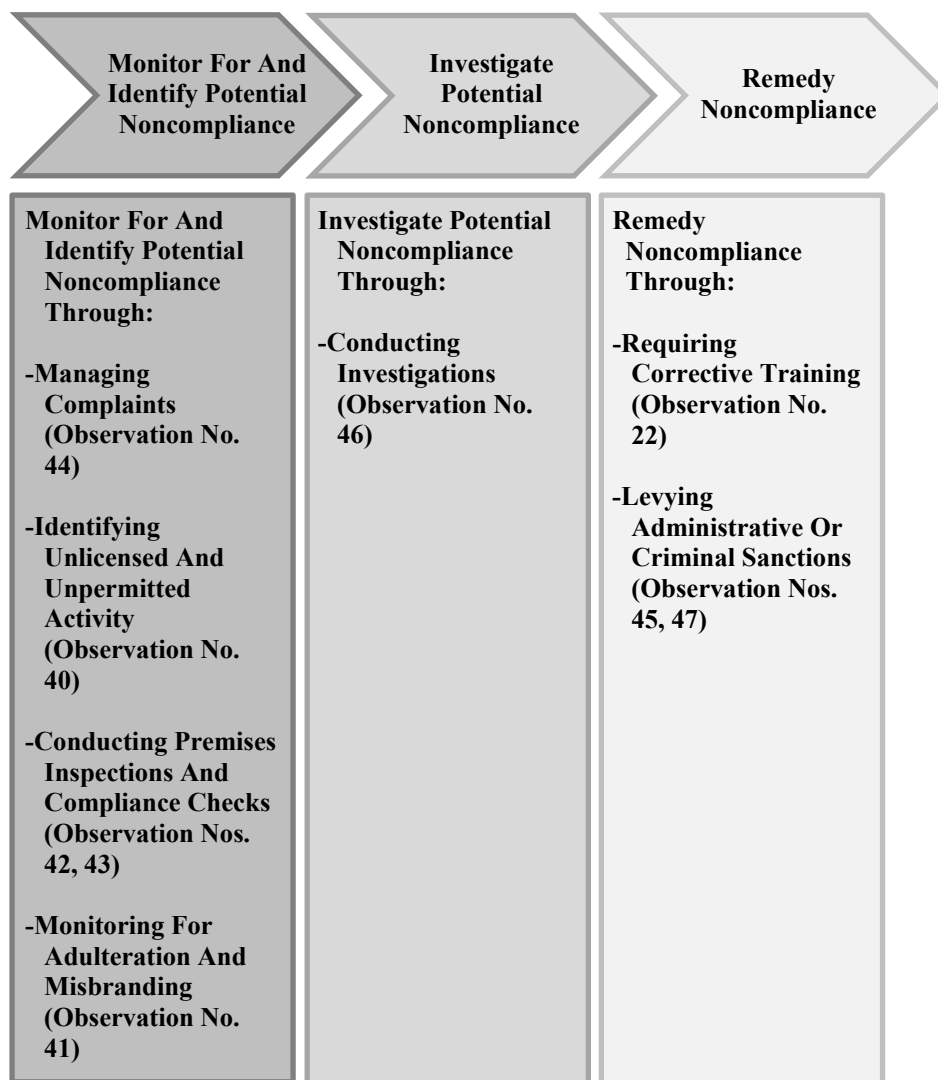 Monitor For And
Identify Potential
Noncompliance
Investigate
Potential
Noncompliance
Remedy
Noncompliance
Monitor For And
Identify Potential
Noncompliance
Through:
-Managing
Complaints
(Observation No.
44)
-Identifying
Unlicensed And
Unpermitted
Activity
(Observation No.
40)
-Conducting Premises
Inspections And
Compliance Checks
(Observation Nos.
42, 43)
-Monitoring For
Adulteration And
Misbranding
(Observation No.
41)
Investigate Potential
Noncompliance
Through:
-Conducting
Investigations
(Observation No.
46)
Remedy
Noncompliance
Through:
-Requiring
Corrective Training
(Observation No.
22)
-Levying
Administrative Or
Criminal Sanctions
(Observation Nos.
45, 47)